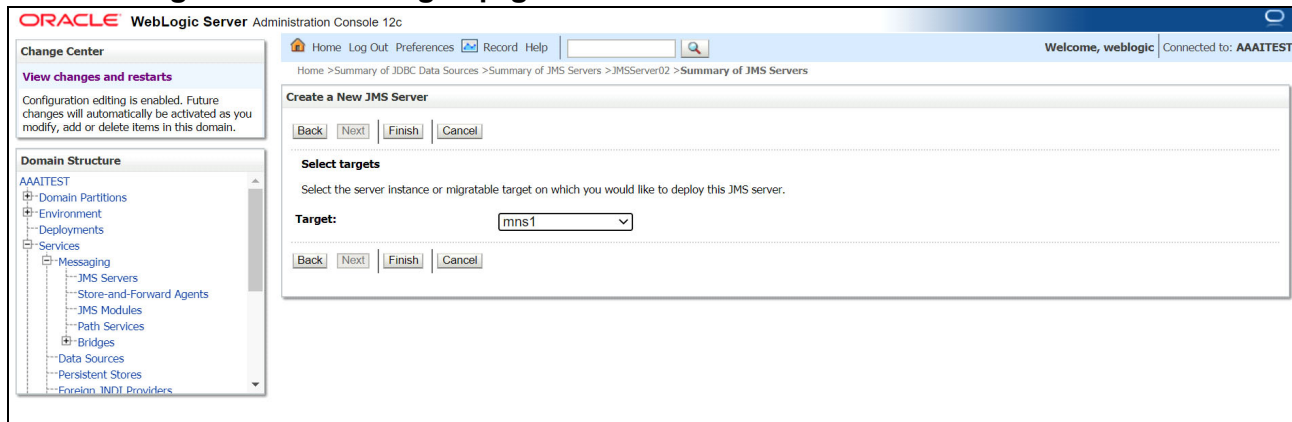 ORACLE WebLogic Server Administration Console 12c
Change Center
View changes and restarts
Configuration editing is enabled. Future
changes will automatically be activated as you
modify, add or delete items in this domain.
Domain Structure
AAAITEST
Domain Partitions
Environment
Deployments
Services
Messaging
JMS Servers
Store-and-Forward Agents
JMS Modules
Path Services
Bridges
Data Sources
Persistent Stores
Foreign JNDI Providers
Home Log Out Preferences Record Help
Welcome, weblogic Connected to: AAAITEST
Home >Summary of JDBC Data Sources >Summary of JMS Servers >JMSServer02 >Summary of JMS Servers
Create a New JMS Server
Back Next Finish Cancel
Select targets
Select the server instance or migratable target on which you would like to deploy this JMS server.
Target: mns1
Back Next Finish Cancel